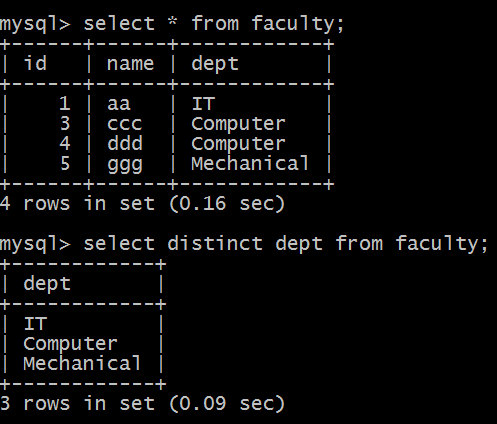 mysql> select * from faculty;
+------+------+------------+
| id   | name | dept       |
+------+------+------------+
|    1 | aa   | IT         |
|    3 | ccc  | Computer   |
|    4 | ddd  | Computer   |
|    5 | ggg  | Mechanical |
+------+------+------------+
4 rows in set (0.16 sec)

mysql> select distinct dept from faculty;
+------------+
| dept       |
+------------+
| IT         |
| Computer   |
| Mechanical |
+------------+
3 rows in set (0.09 sec)